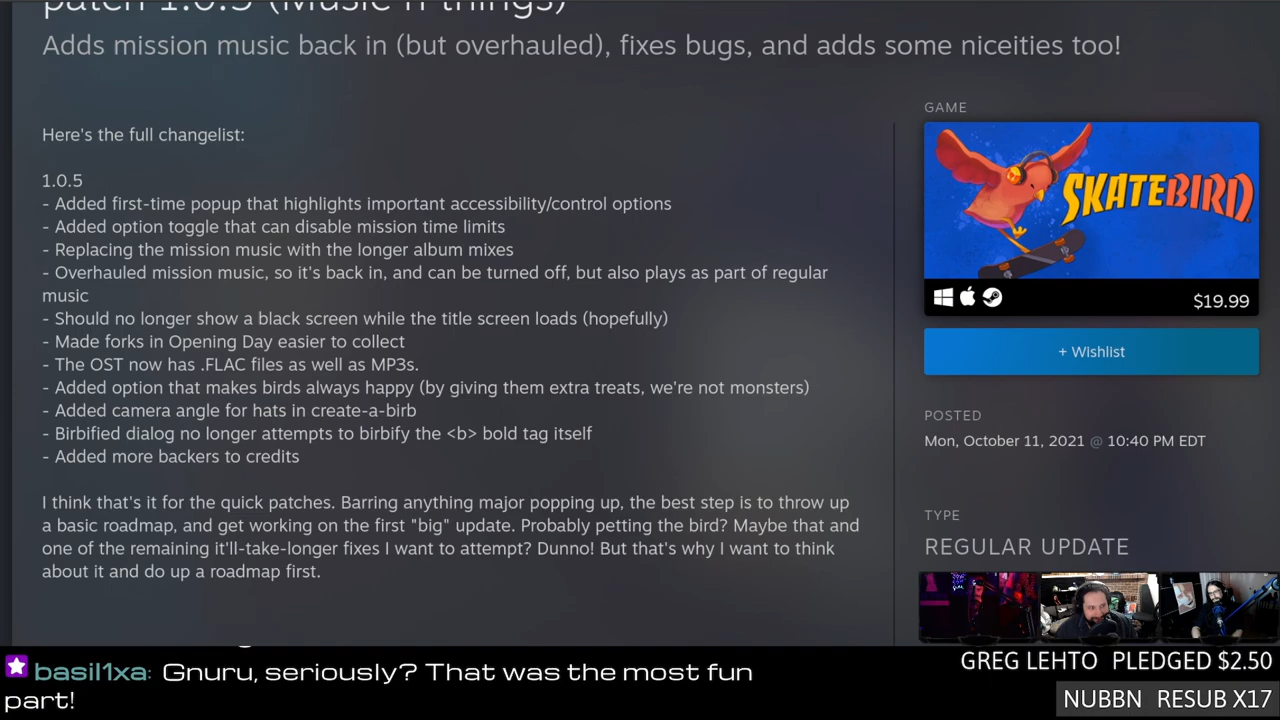 patch 1.0.5 (Music n things)
Adds mission music back in (but overhauled), fixes bugs, and adds some niceities too!
Here's the full changelist:
1.0.5
- Added first-time popup that highlights important accessibility/control options
- Added option toggle that can disable mission time limits
- Replacing the mission music with the longer album mixes
- Overhauled mission music, so it's back in, and can be turned off, but also plays as part of regular
music
- Should no longer show a black screen while the title screen loads (hopefully)
- Made forks in Opening Day easier to collect
- The OST now has .FLAC files as well as MP3s.
- Added option that makes birds always happy (by giving them extra treats, we're not monsters)
- Added camera angle for hats in create-a-birb
- Birbified dialog no longer attempts to birbify the <b> bold tag itself
- Added more backers to credits
I think that's it for the quick patches. Barring anything major popping up, the best step is to throw up
a basic roadmap, and get working on the first "big" update. Probably petting the bird? Maybe that and
one of the remaining it'll-take-longer fixes I want to attempt? Dunno! But that's why I want to think
about it and do up a roadmap first.
GAME
SKATEBIRD
$19.99
+ Wishlist
POSTED
Mon, October 11, 2021 @ 10:40 PM EDT
TYPE
REGULAR UPDATE
basil1xa: Gnuru, seriously? That was the most fun
part!
GREG LEHTO PLEDGED $2.50
NUBBN RESUB X17